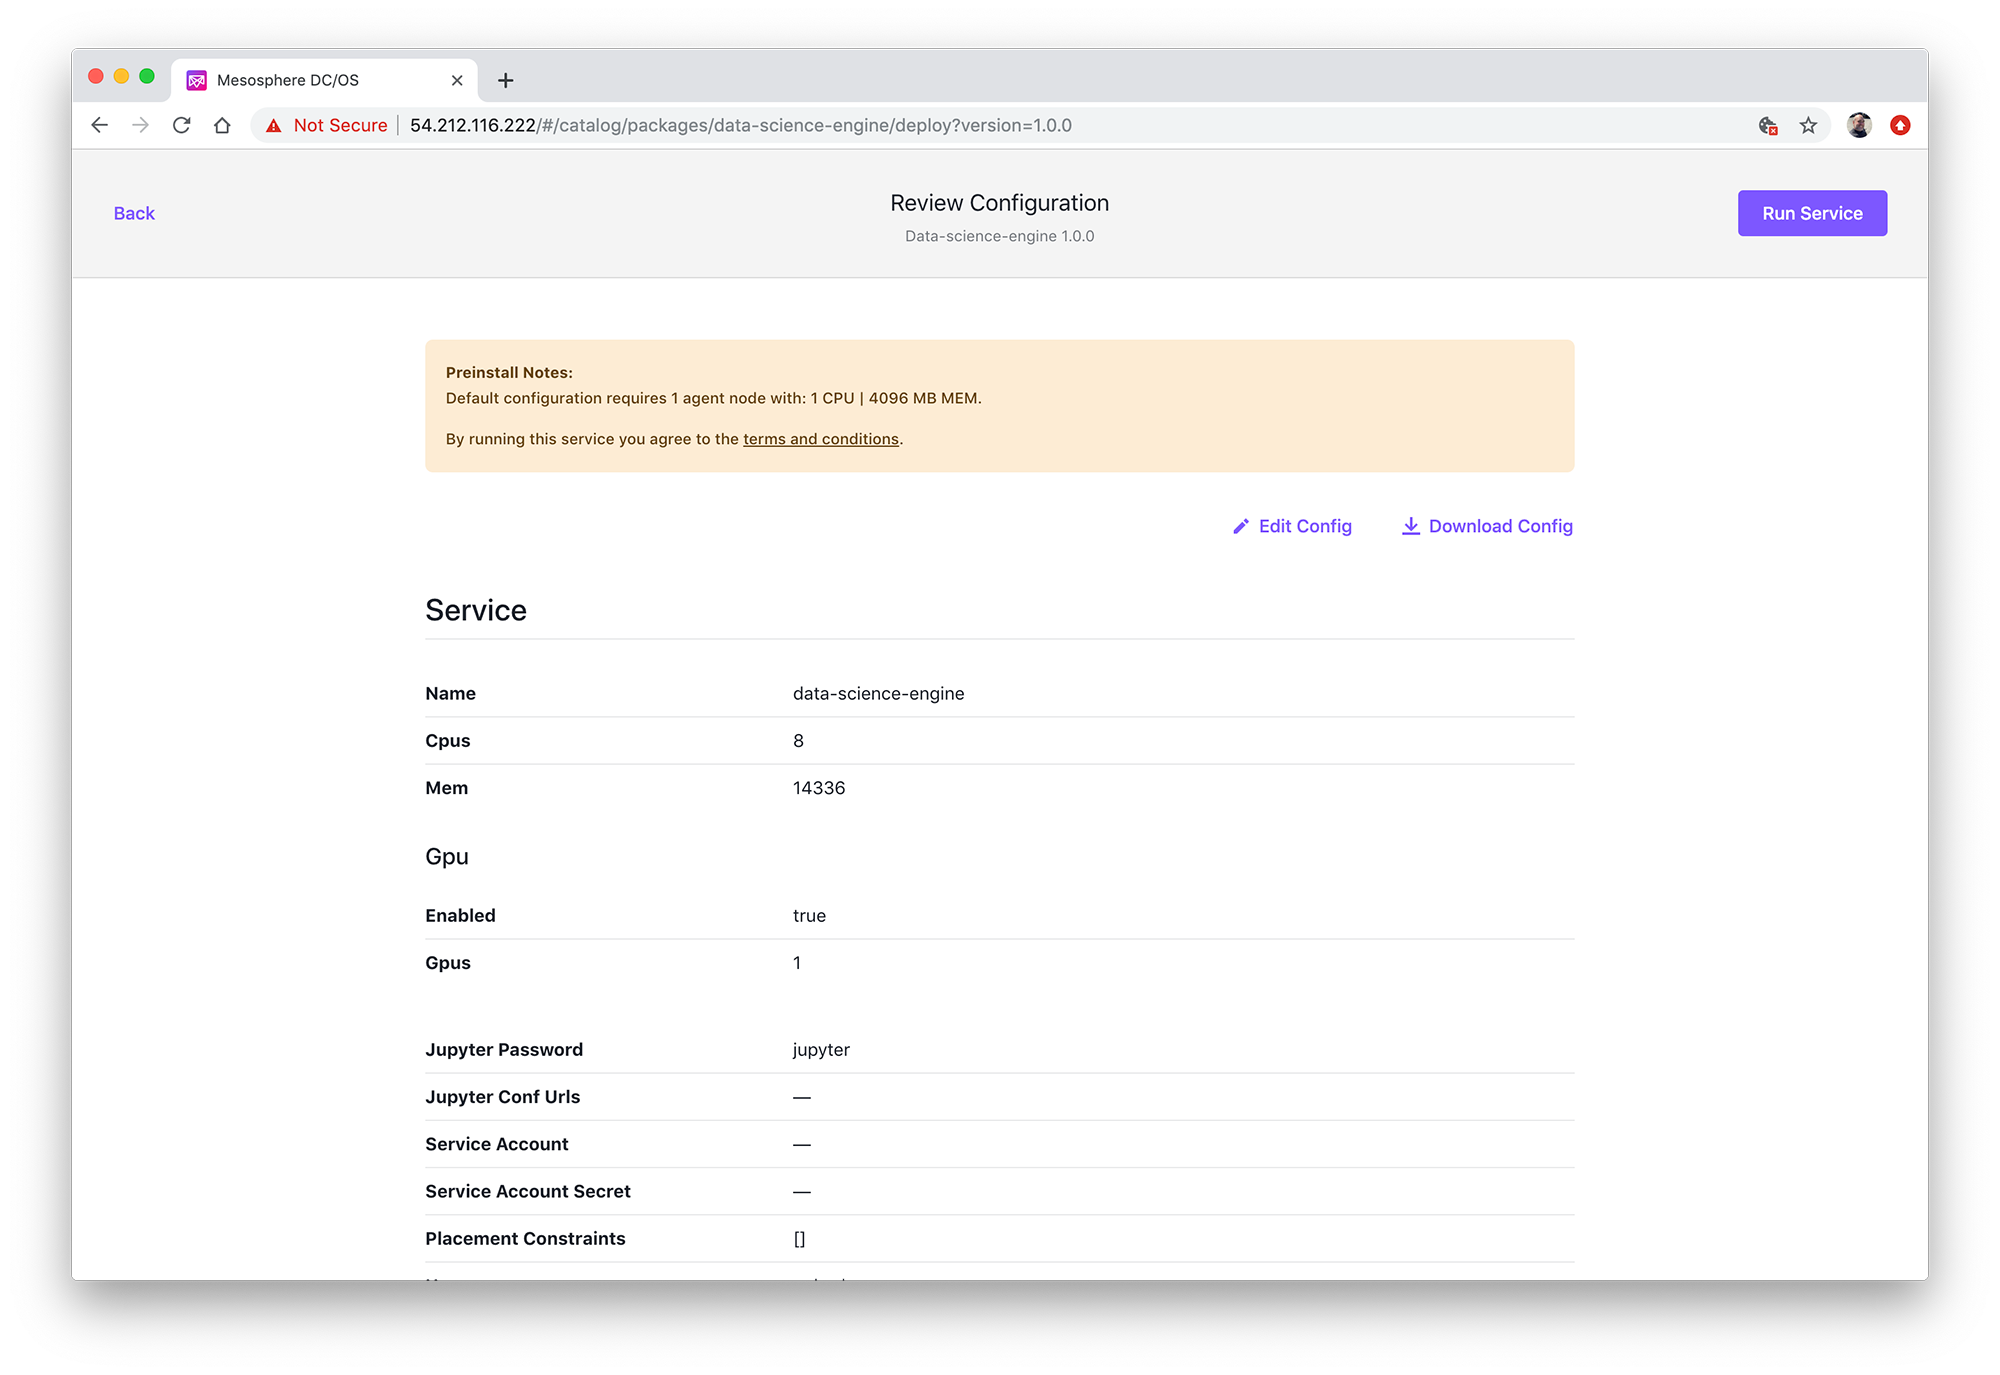 Mesosphere DC/OS
Not Secure 54.212.116.222/#/catalog/packages/data-science-engine/deploy?version=1.0.0
Back
Review Configuration
Data-science-engine 1.0.0
Run Service
Preinstall Notes:
Default configuration requires 1 agent node with: 1 CPU | 4096 MB MEM.
By running this service you agree to the terms and conditions.
Edit Config Download Config
Service
Name data-science-engine
Cpus 8
Mem 14336
Gpu
Enabled true
Gpus 1
Jupyter Password jupyter
Jupyter Conf Urls —
Service Account —
Service Account Secret —
Placement Constraints []